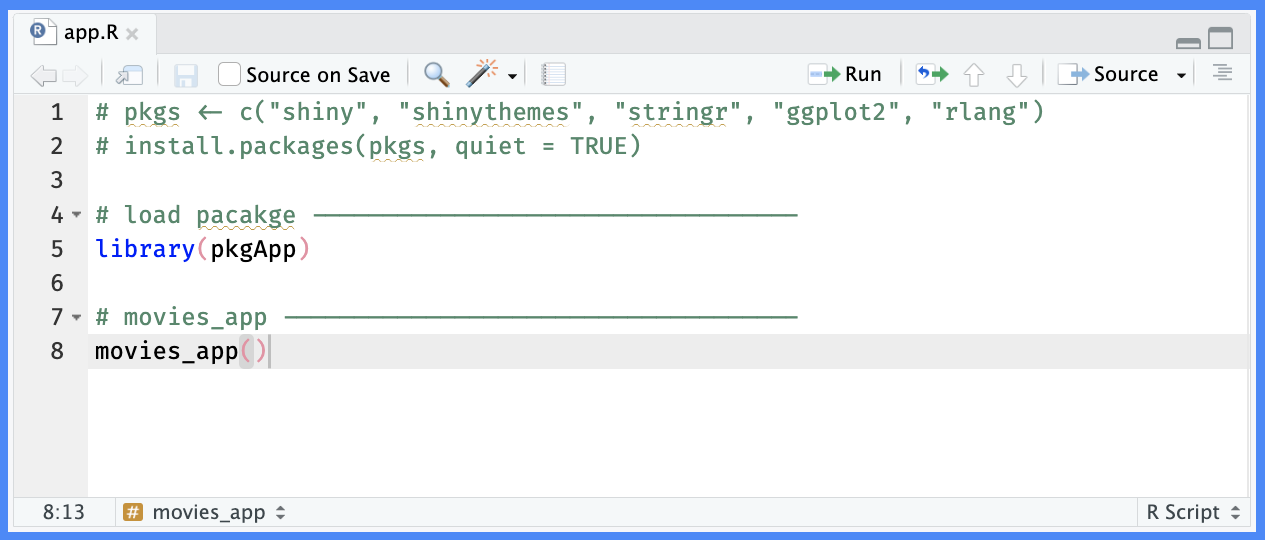 app.R
Source on Save
Run
Source
1 # pkgs <- c("shiny", "shinythemes", "stringr", "ggplot2", "rlang")
2 # install.packages(pkgs, quiet = TRUE)
3
4 # load pacakge ----------------------------------
5 library(pkgApp)
6
7 # movies_app ------------------------------------
8 movies_app()
8:13 # movies_app R Script